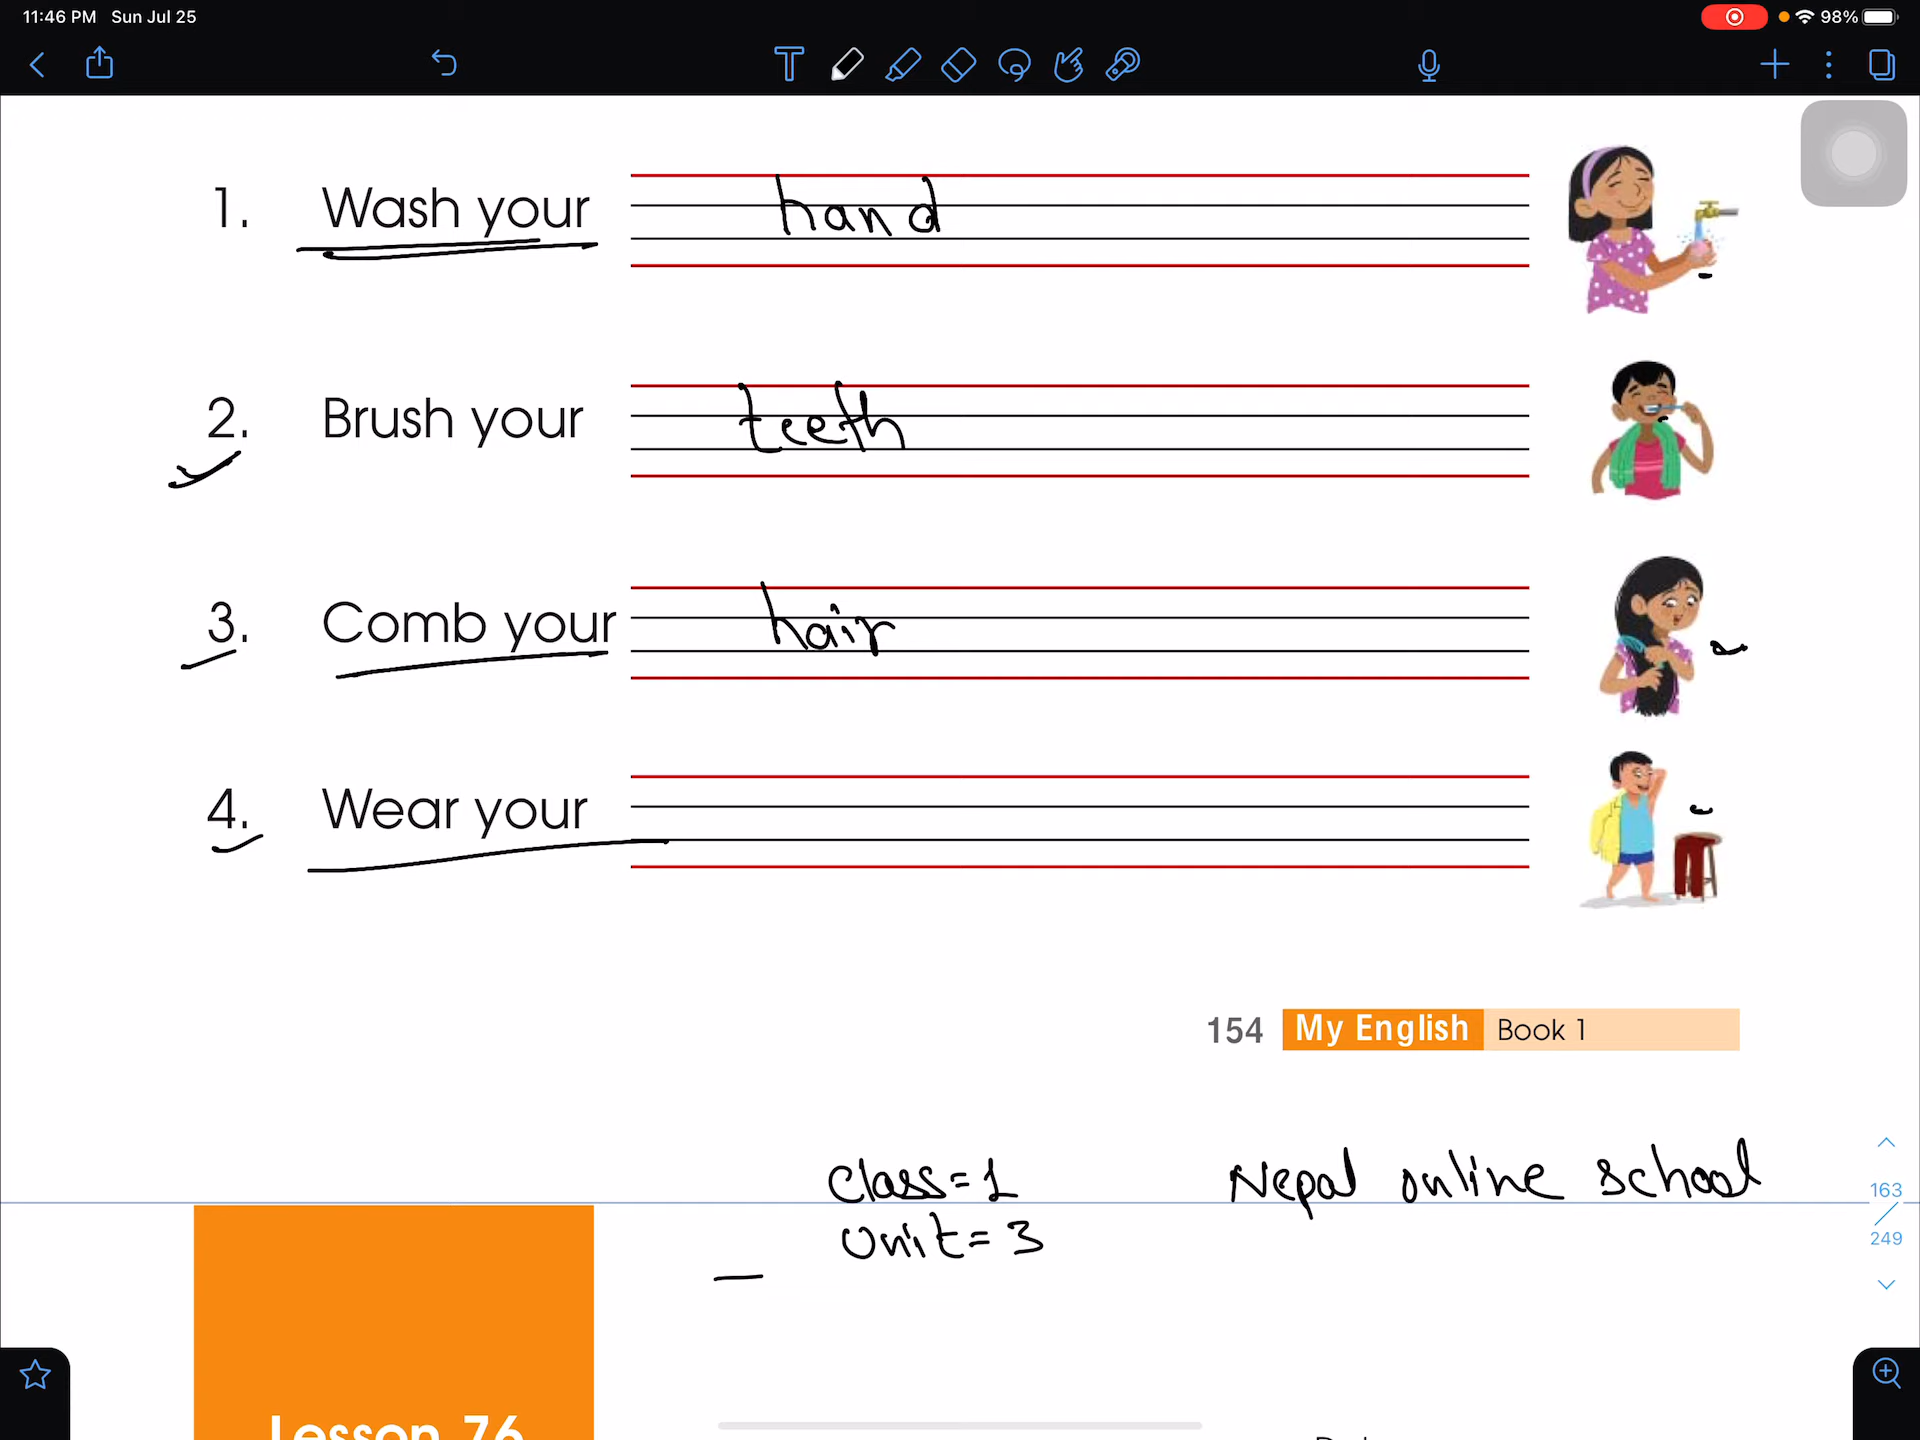 11:46 PM Sun Jul 25 98%
1. Wash your hand
2. Brush your teeth
3. Comb your hair
4. Wear your
154 My English Book 1
Class=1 Nepal online school
163
Unit=3
249
Lesson 76